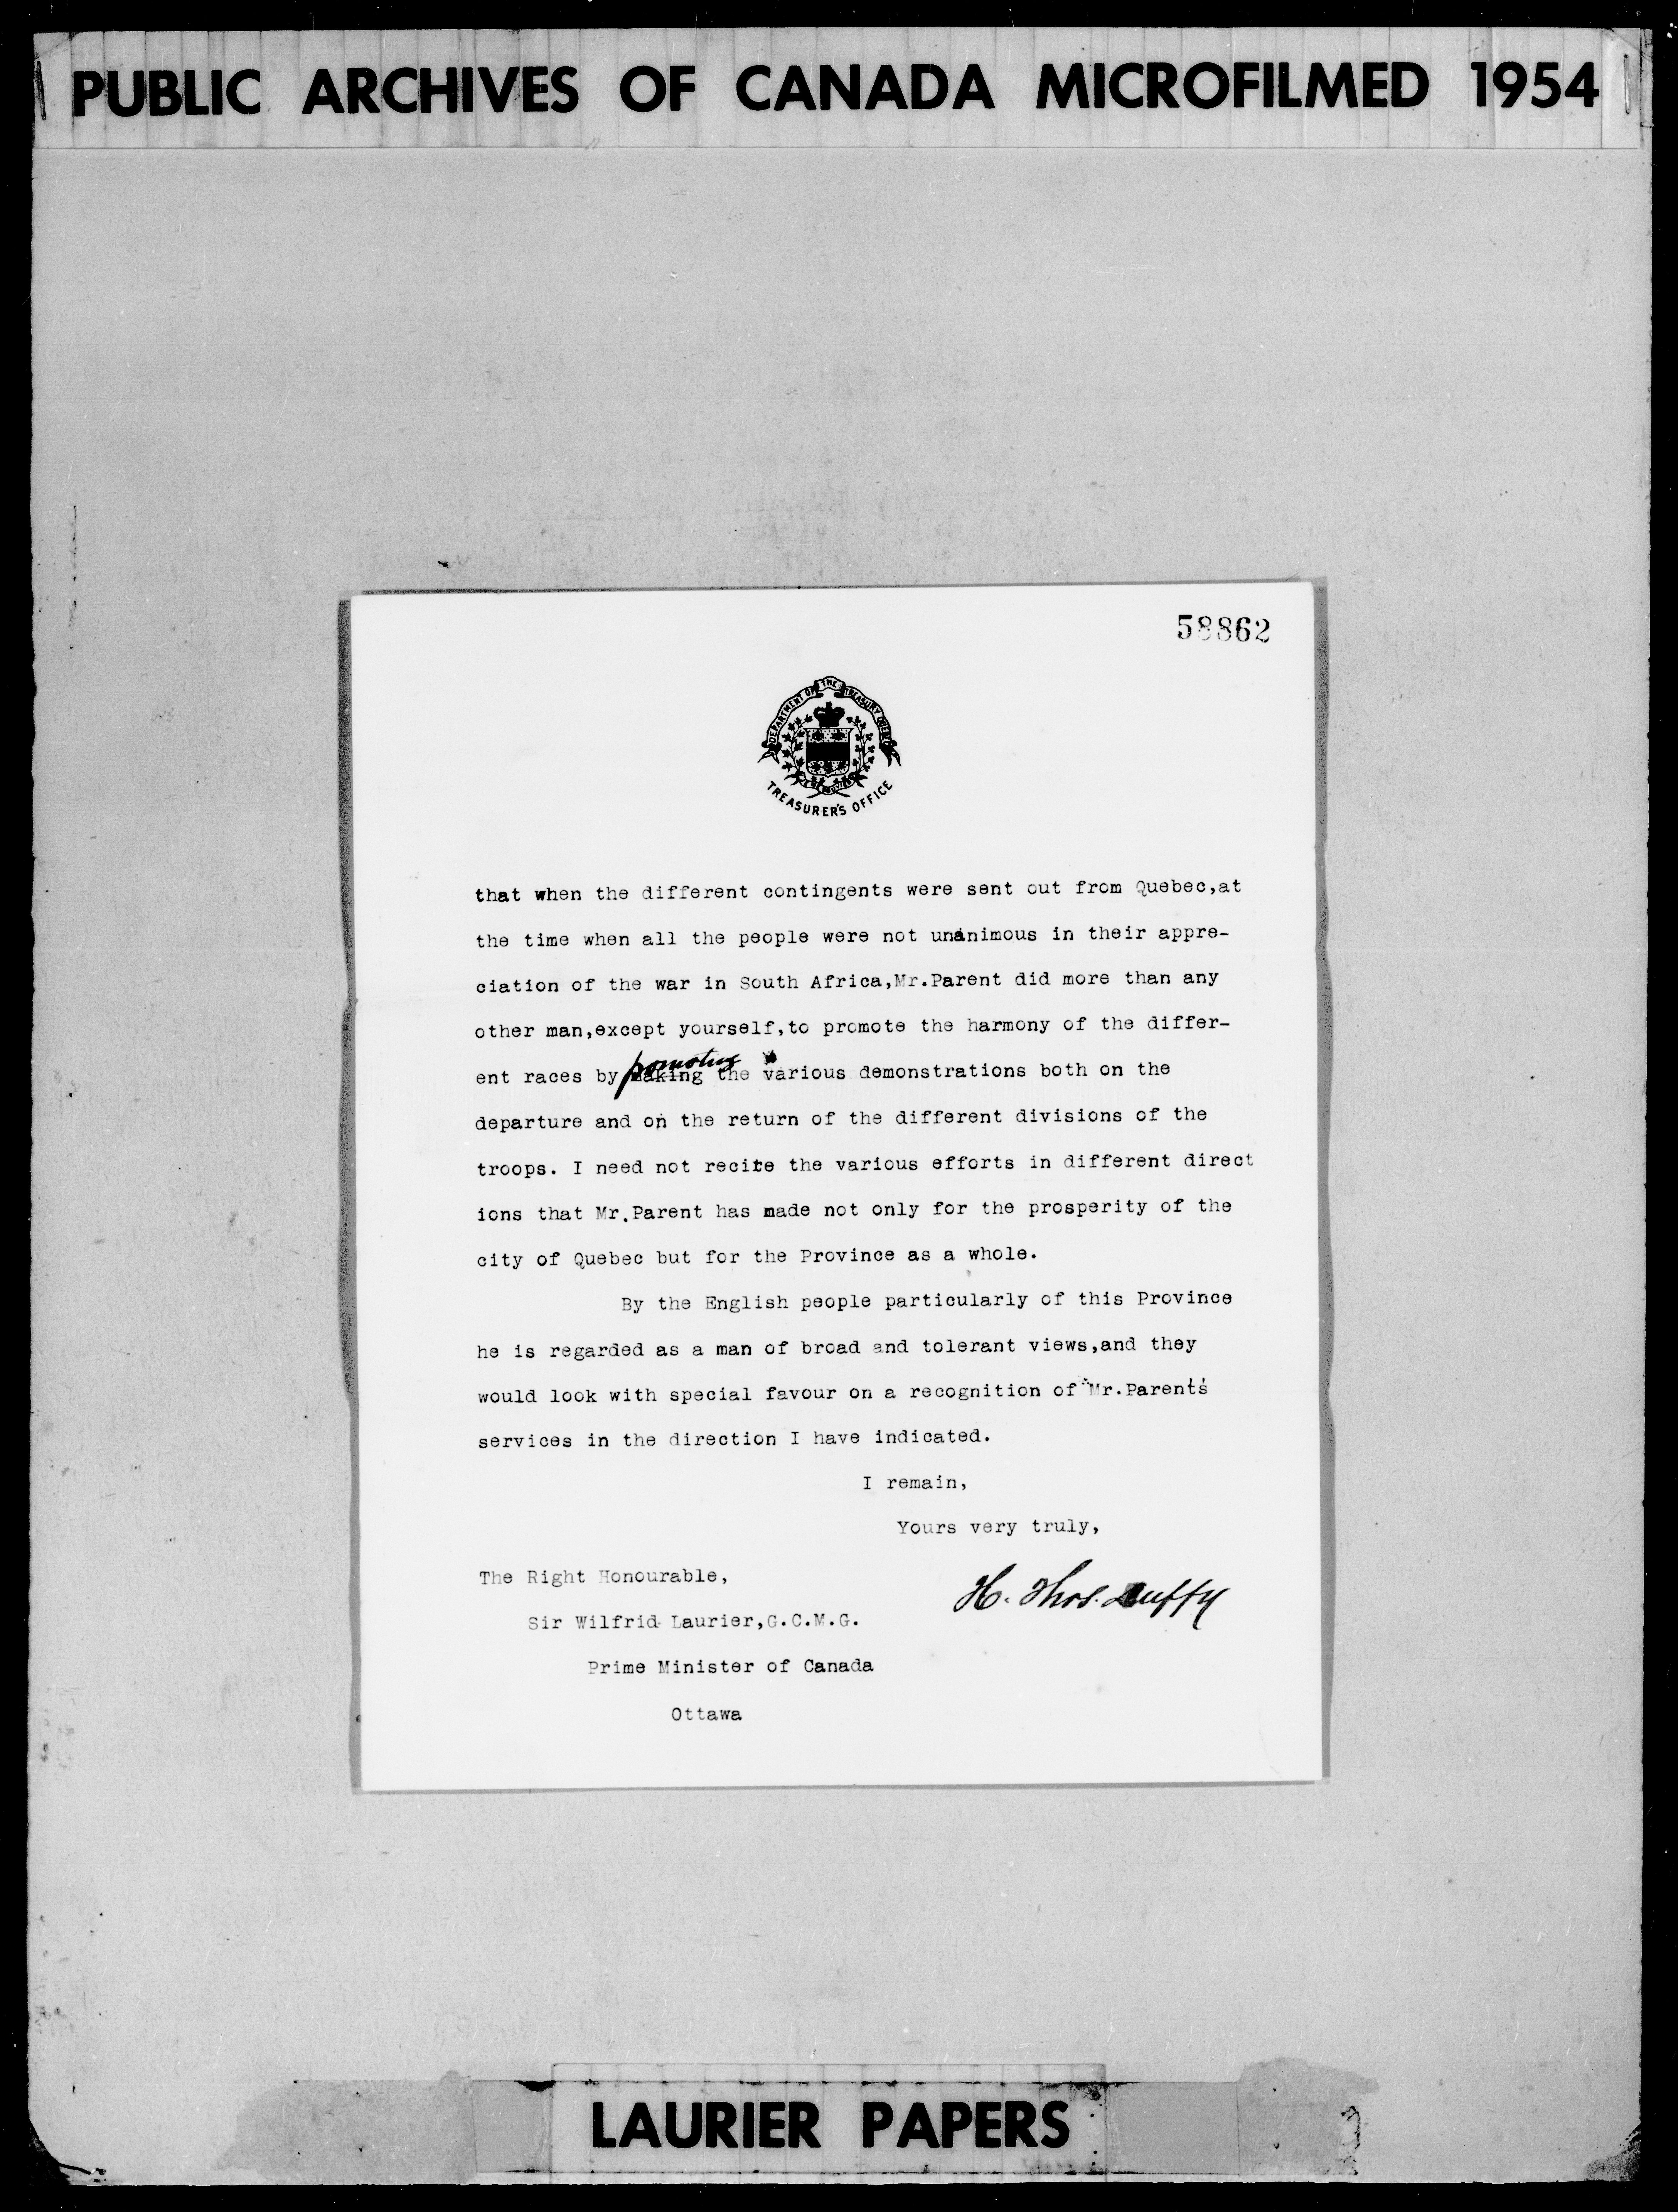 PUBLIC ARCHIVES OF CANADA MICROFILMED 1954
58862
DEPARTMENT OF THE TREASURY QUEBEC
TREASURER'S OFFICE
that when the different contingents were sent out from Quebec,at
the time when all the people were not unanimous in their appre-
ciation of the war in South Africa,Mr.Parent did more than any
other man,except yourself,to promote the harmony of the differ-
promoting
ent races by making the various demonstrations both on the
departure and on the return of the different divisions of the
troops. I need not recite the various efforts in different direct
ions that Mr.Parent has made not only for the prosperity of the
city of Quebec but for the Province as a whole.
By the English people particularly of this Province
he is regarded as a man of broad and tolerant views,and they
would look with special favour on a recognition of Mr.Parent's
services in the direction I have indicated.
I remain,
Yours very truly,
The Right Honourable,
H. Thos. Duffy
Sir Wilfrid Laurier,G.C.M.G.
Prime Minister of Canada
Ottawa
LAURIER PAPERS